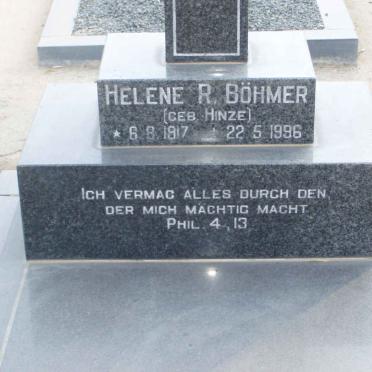 HELENE R. BÖHMER
(GEB. HINZE)
* 6.8.1917 † 22.5.1996
ICH VERMAG ALLES DURCH DEN,
DER MICH MÄCHTIG MACHT.
PHIL. 4, 13